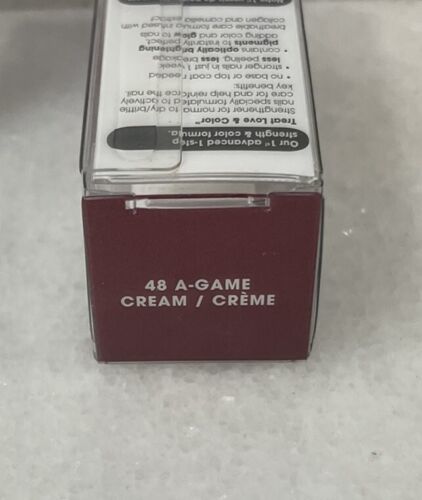 Our 1st advanced 1-step
strength & color formula.
Treat Love & Color™
Strengthener for normal to dry/brittle
nails specially formulated to actively
care for and help reinforce the nail.
key benefits:
• no base or top coat needed
• stronger nails in just 1 week*
less peeling, less breakage
• contains optically brightening
pigments to instantly perfect,
adding color and glow to nails
breathable care formula infused with
collagen and camellia extract
48 A-GAME
CREAM / CRÈME